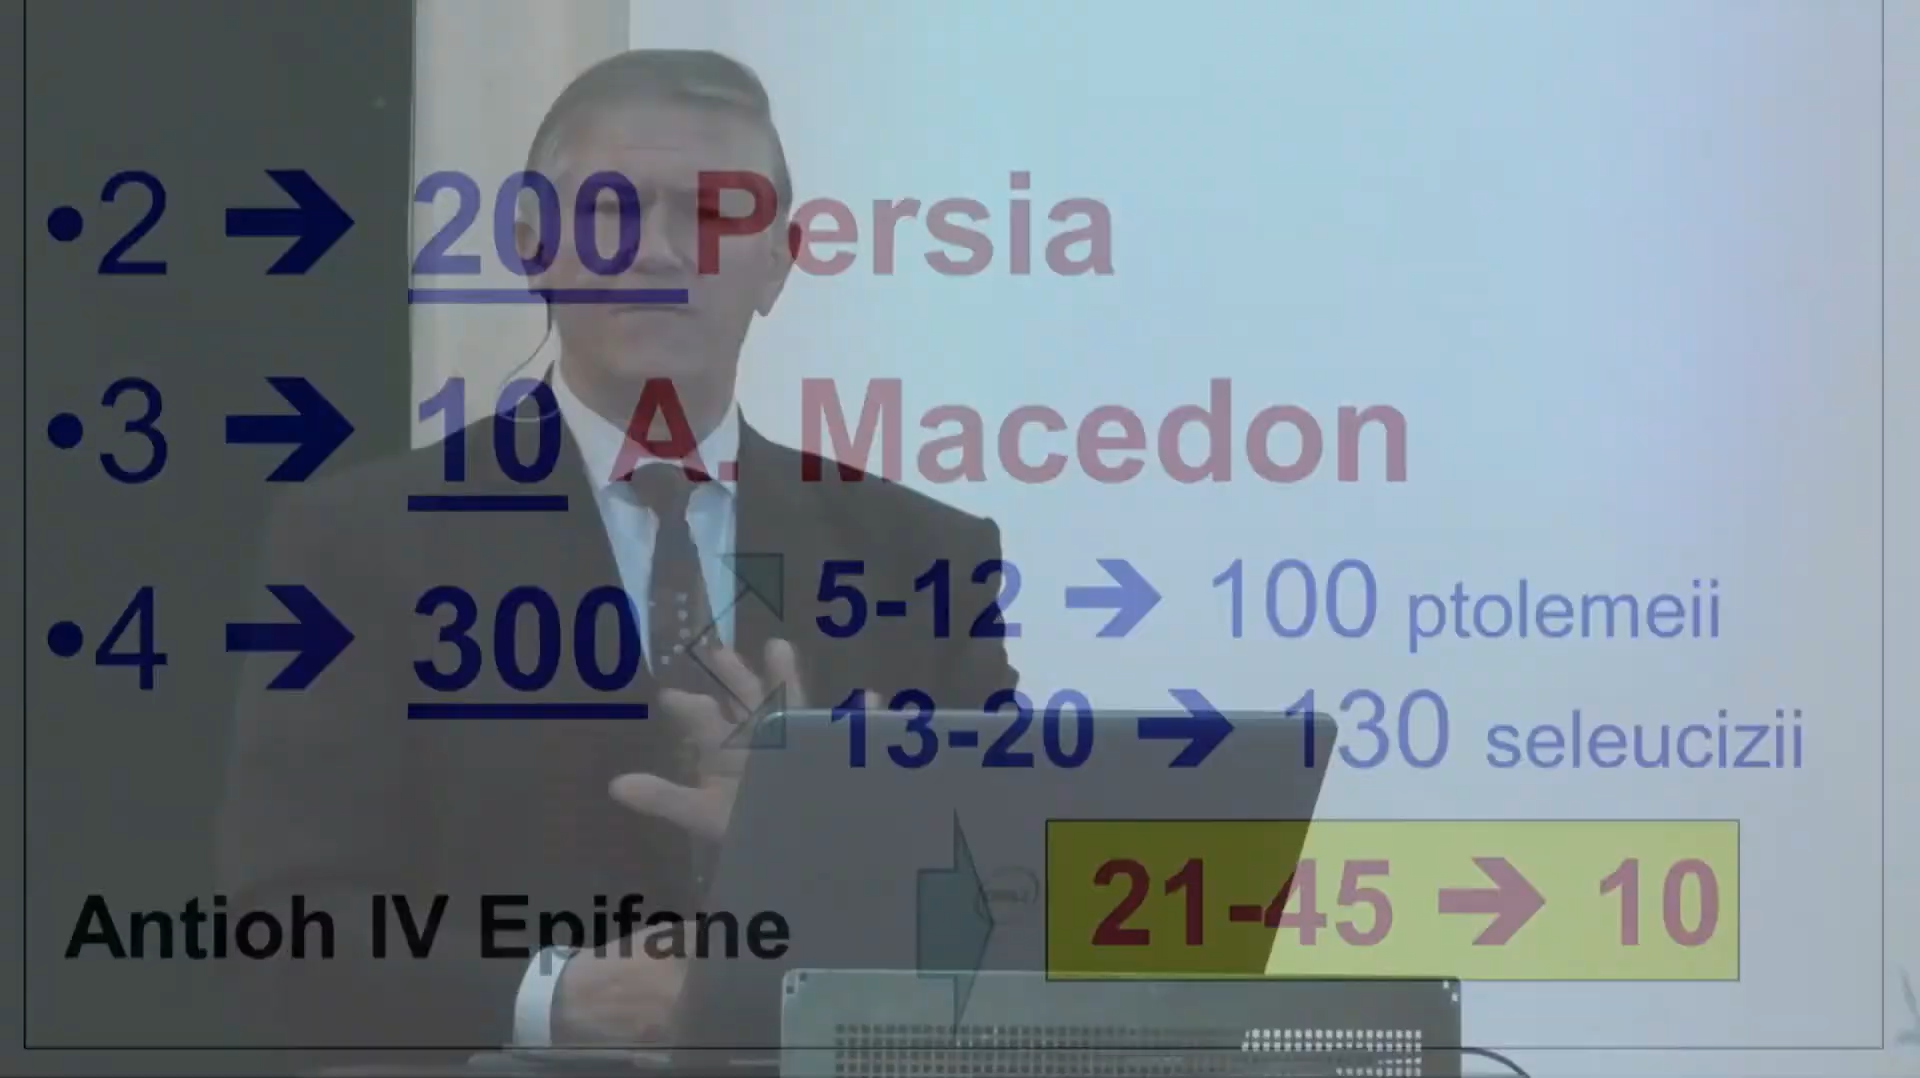 •2 ➔ 200 Persia
•3 ➔ 10 A. Macedon
•4 ➔ 300
5-12 ➔ 100 ptolemeii
13-20 ➔ 130 seleucizii
Antioh IV Epifane
21-45 ➔ 10